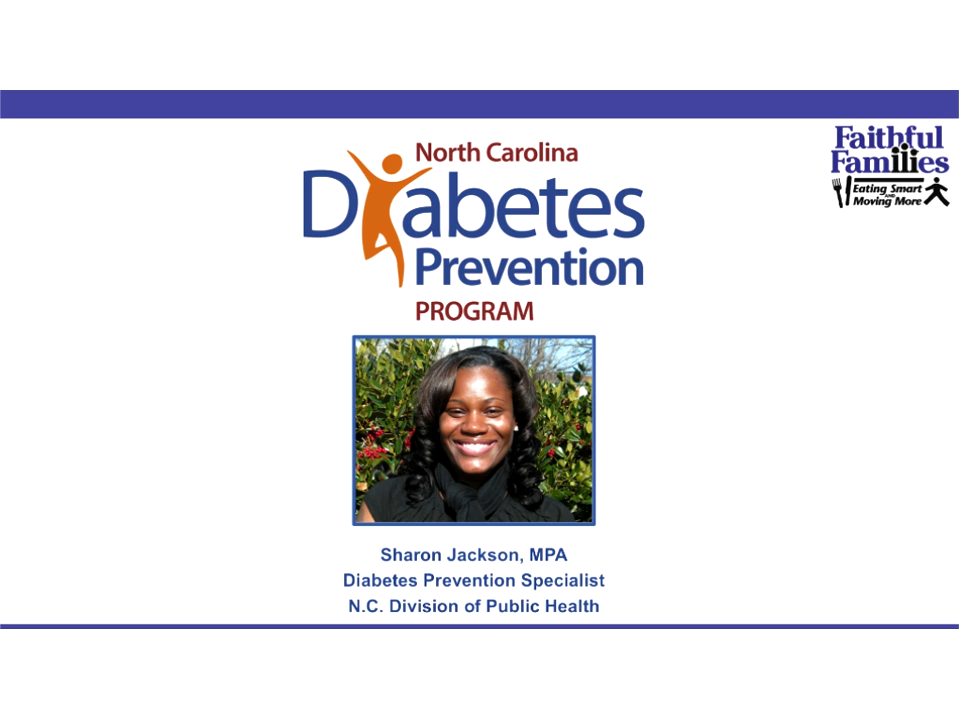 North Carolina
Diabetes
Prevention
PROGRAM
Faithful
Families
Eating Smart
AND
Moving More
Sharon Jackson, MPA
Diabetes Prevention Specialist
N.C. Division of Public Health